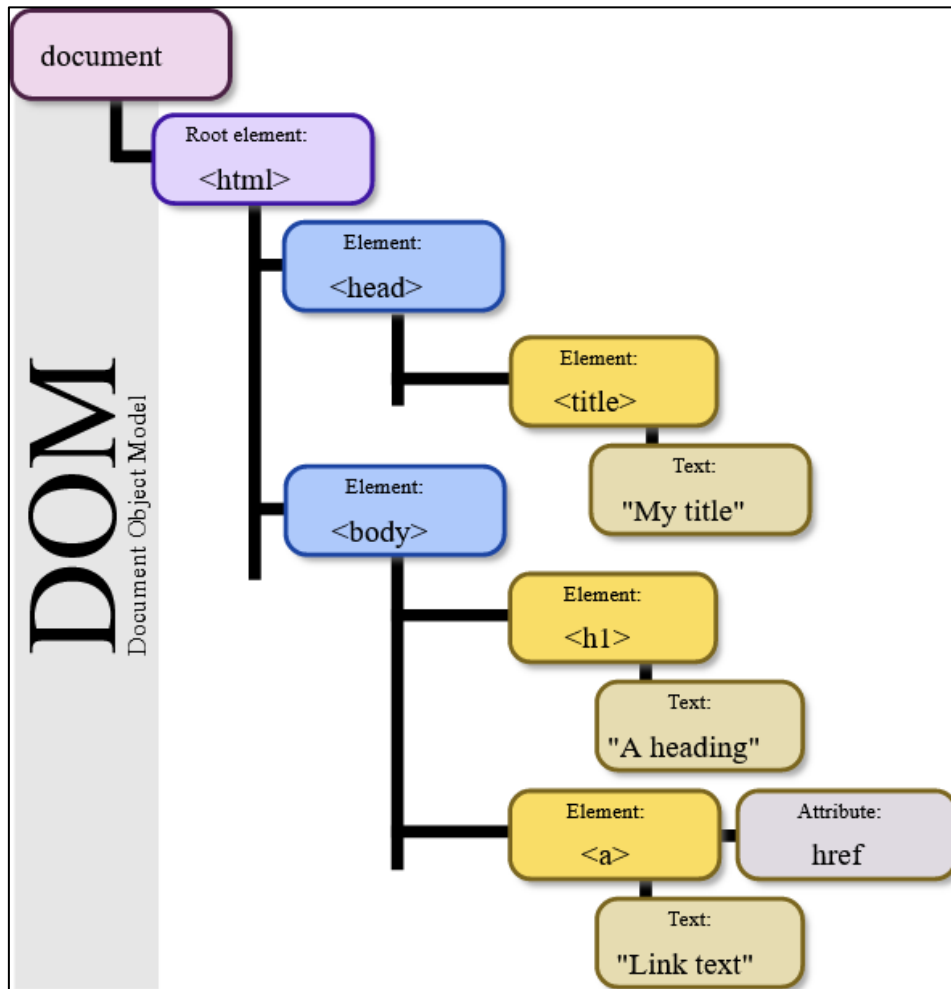 document
Root element:
<html>
Element:
<head>
Element:
<title>
Text:
"My title"
Element:
<body>
Element:
<h1>
Text:
"A heading"
Element:
<a>
Attribute:
href
Text:
"Link text"
DOM
Document Object Model